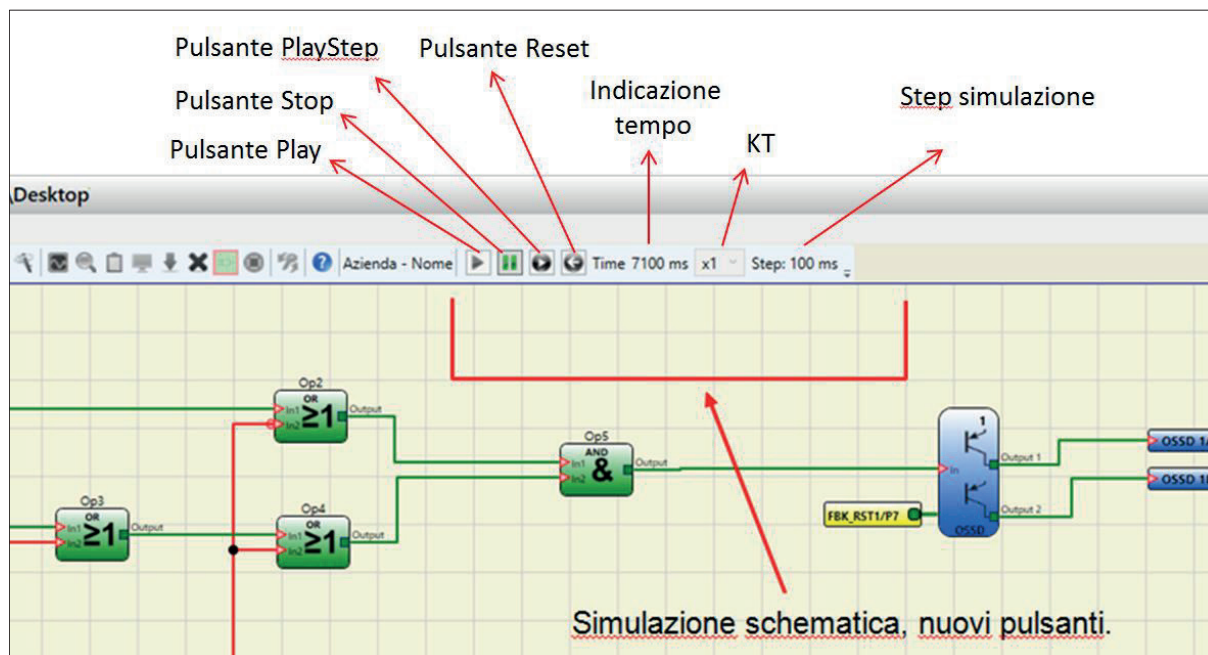 Pulsante PlayStep
Pulsante Reset
Pulsante Stop
Indicazione
tempo
Step simulazione
Pulsante Play
KT
\Desktop
Azienda - Nome
Time 7100 ms
x1
Step: 100 ms
Op2
OR
In1
In2
≥1
Output
Op5
AND
In1
In2
&
Output
1
In
Output 1
Output 2
OSSD
OSSD 1/
OSSD 1
Op3
OR
In1
In2
≥1
Output
Op4
OR
In1
In2
≥1
Output
FBK_RST1/P7
Simulazione schematica, nuovi pulsanti.